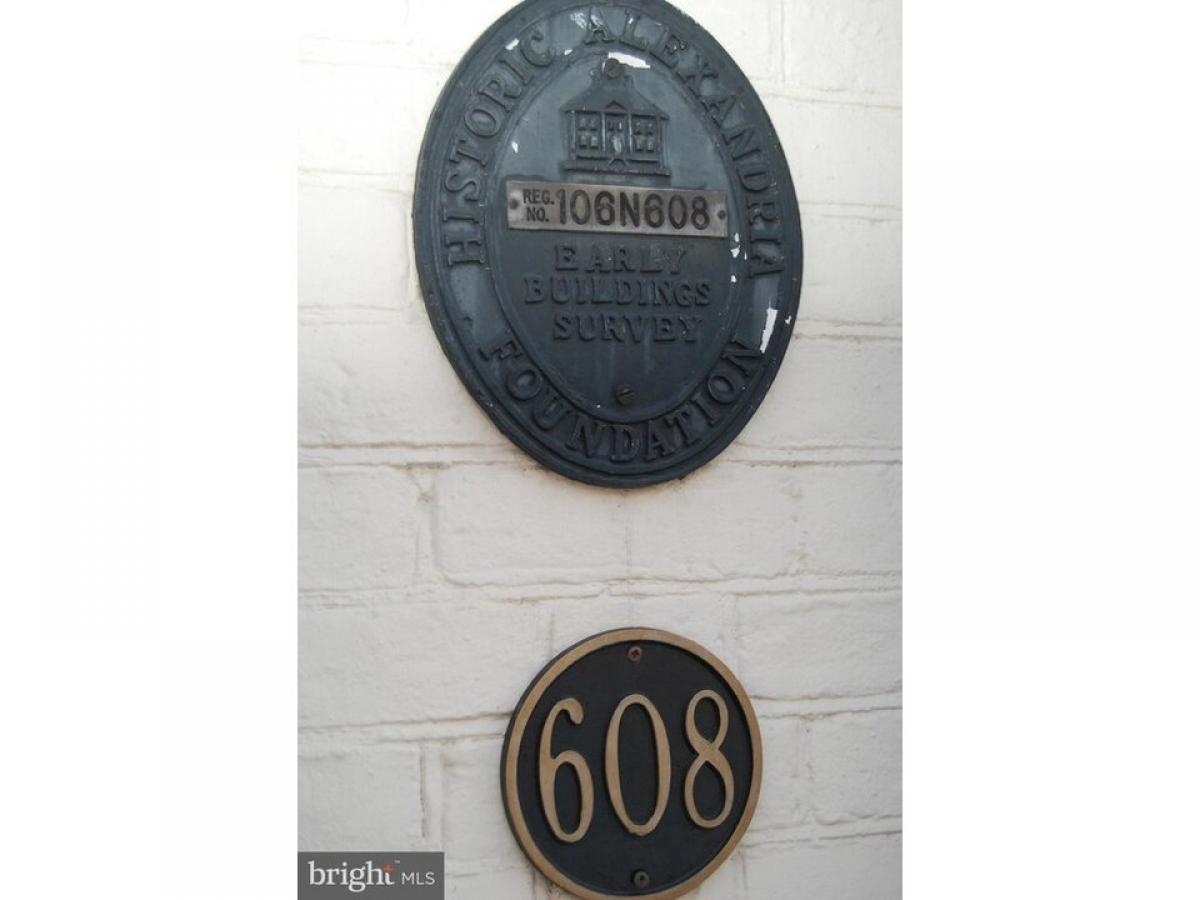 HISTORIC ALEXANDRIA
REG. NO. 106N608
EARLY
BUILDINGS
SURVEY
FOUNDATION
608
bright MLS